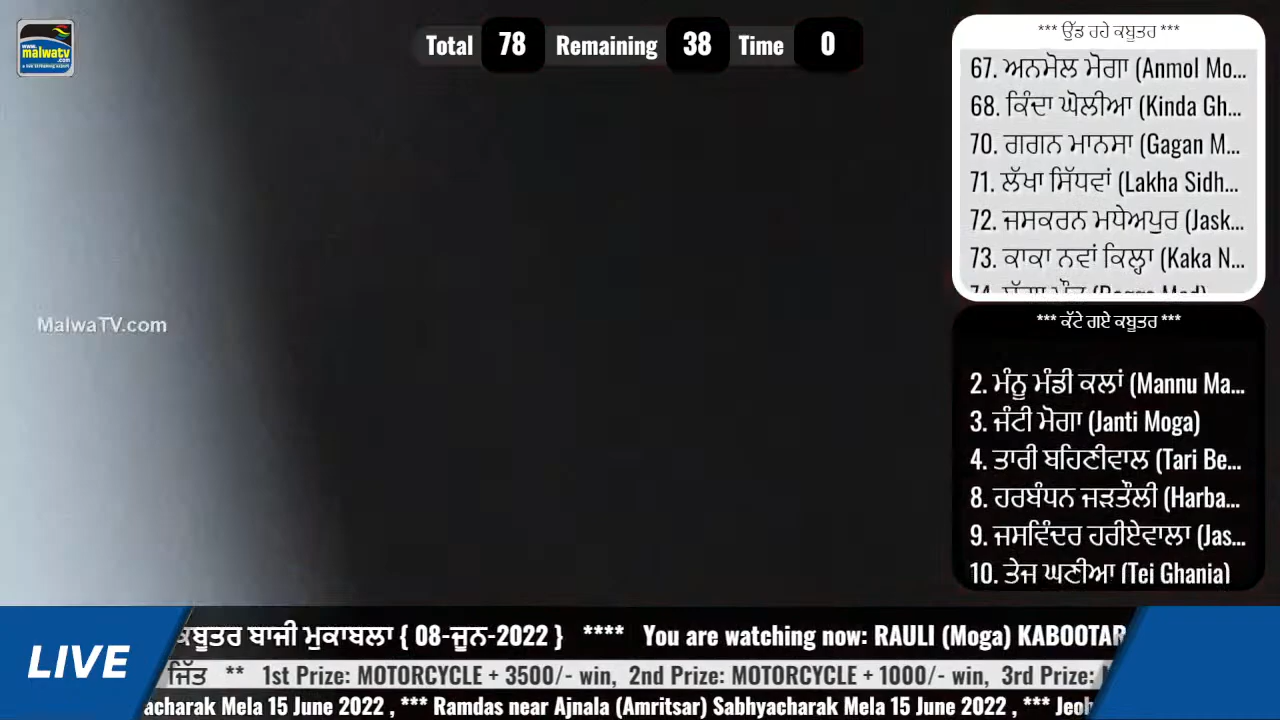 www.
malwatv
.com
Total 78 Remaining 38 Time 0
*** ਉੱਡ ਰਹੇ ਕਬੂਤਰ ***
67. ਅਨਮੋਲ ਮੋਗਾ (Anmol Mo...
68. ਕਿੰਦਾ ਘੋਲੀਆ (Kinda Gh...
70. ਗਗਨ ਮਾਨਸਾ (Gagan M...
71. ਲੱਖਾ ਸਿੱਧਵਾਂ (Lakha Sidh...
72. ਜਸਕਰਨ ਮਧੇਅਪੁਰ (Jask...
73. ਕਾਕਾ ਨਵਾਂ ਕਿਲ੍ਹਾ (Kaka N...
74.
MalwaTV.com
*** ਕੱਟੇ ਗਏ ਕਬੂਤਰ ***
2. ਮੰਨੂ ਮੰਡੀ ਕਲਾਂ (Mannu Ma...
3. ਜੰਟੀ ਮੋਗਾ (Janti Moga)
4. ਤਾਰੀ ਬਹਿਣੀਵਾਲ (Tari Be...
8. ਹਰਬੰਧਨ ਜੜਤੌਲੀ (Harba...
9. ਜਸਵਿੰਦਰ ਹਰੀਏਵਾਲਾ (Jas...
10. ਤੇਜ ਘਣੀਆ (Tej Ghania)
ਕਬੂਤਰ ਬਾਜੀ ਮੁਕਾਬਲਾ { 08-ਜੂਨ-2022 } **** You are watching now: RAULI (Moga) KABOOTAR
LIVE
ਜਿੱਤ ** 1st Prize: MOTORCYCLE + 3500/- win, 2nd Prize: MOTORCYCLE + 1000/- win, 3rd Prize:
acharak Mela 15 June 2022 , *** Ramdas near Ajnala (Amritsar) Sabhyacharak Mela 15 June 2022 , *** Jeob